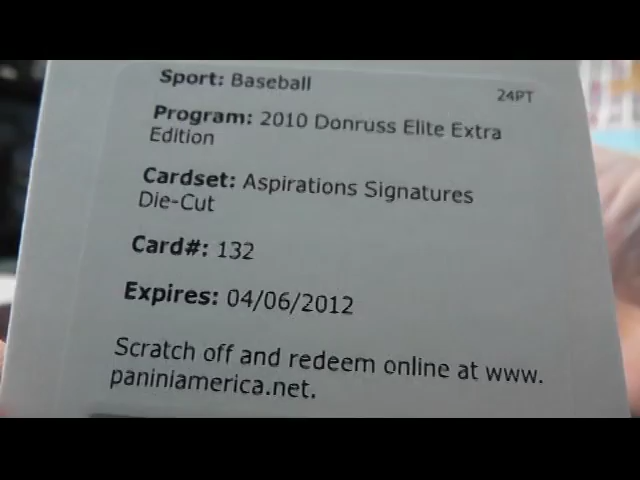 Sport: Baseball
24PT
Program: 2010 Donruss Elite Extra
Edition
Cardset: Aspirations Signatures
Die-Cut
Card#: 132
Expires: 04/06/2012
Scratch off and redeem online at www.
paniniamerica.net.